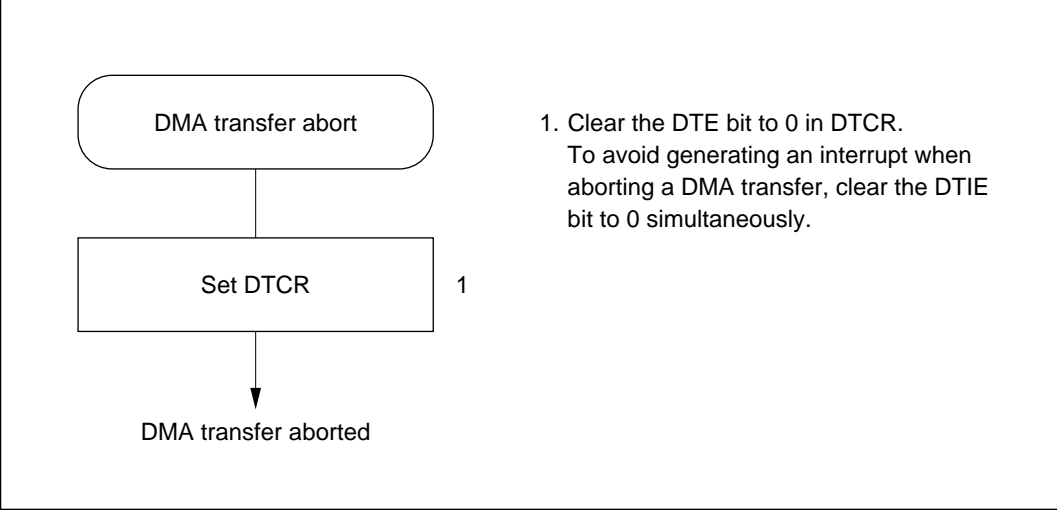 DMA transfer abort
Set DTCR
1
DMA transfer aborted
1. Clear the DTE bit to 0 in DTCR.
To avoid generating an interrupt when
aborting a DMA transfer, clear the DTIE
bit to 0 simultaneously.